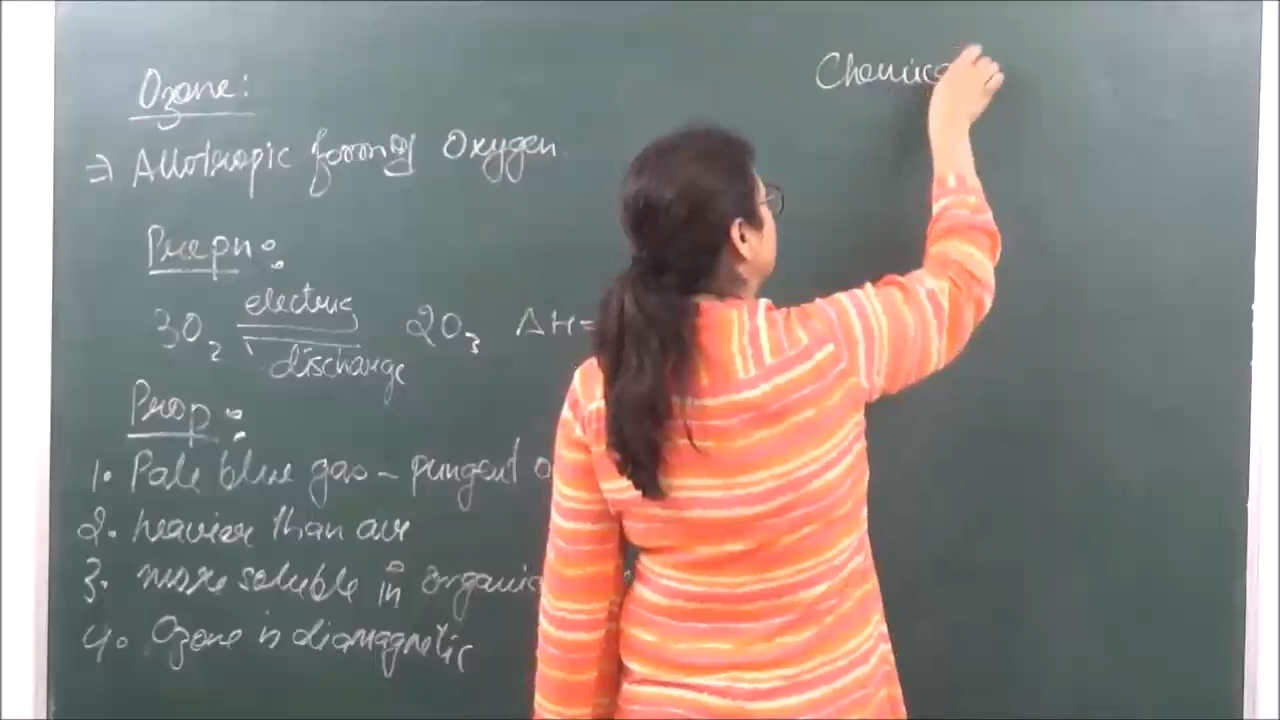 Ozone:
⇒ Allotropic form of Oxygen.
Prepn:
3O₂ electric discharge 2O₃ ΔH=
Prop:
1. Pale blue gas - pungent o
2. heavier than air
3. more soluble in organic
4. Ozone is diamagnetic
Chemica